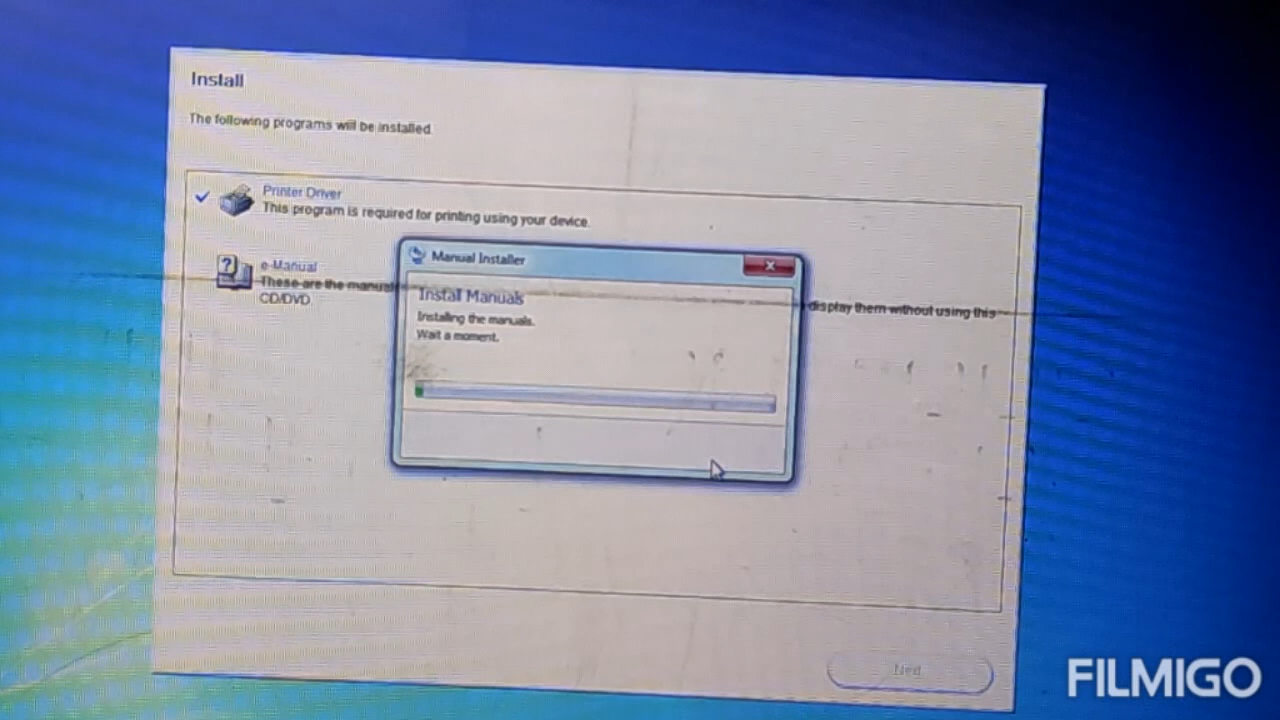 Install
The following programs will be installed.
Printer Driver
This program is required for printing using your device.
e-Manual
These are the manual
display them without using this
CD/DVD.
Manual Installer
Install Manuals
Installing the manuals.
Wait a moment.
Next
FILMIGO